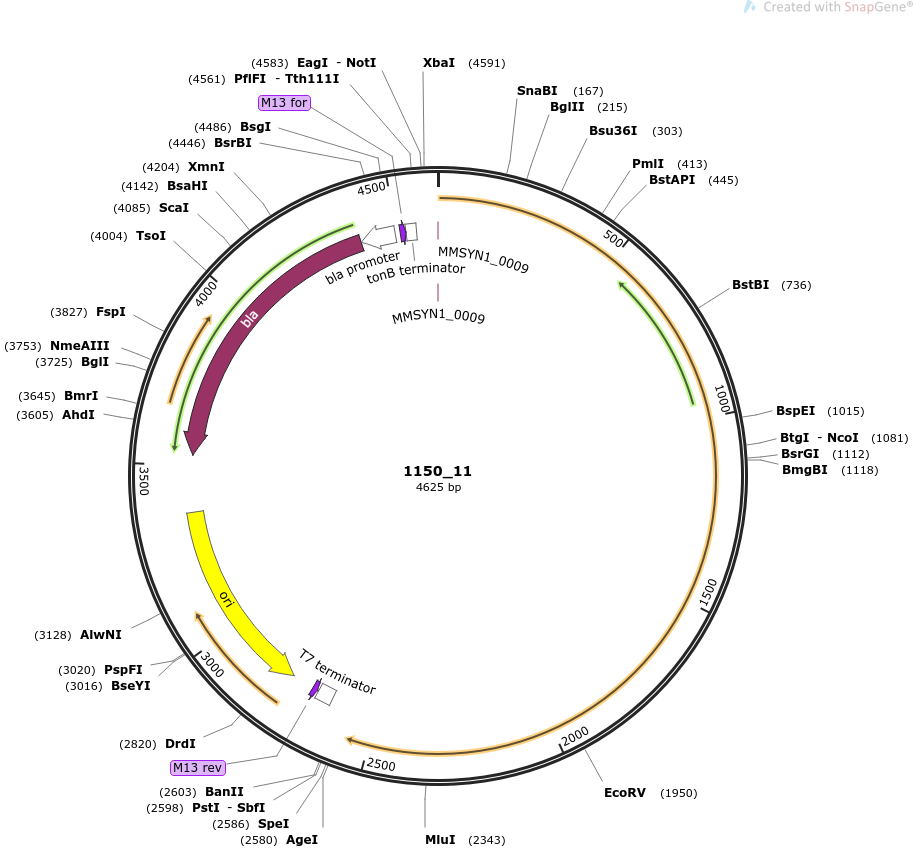 Created with SnapGene®
(4583) EagI - NotI
XbaI (4591)
(4561) PflFI - Tth111I
SnaBI (167)
M13 for
BglII (215)
(4486) BsgI
Bsu36I (303)
(4446) BsrBI
(4204) XmnI
PmlI (413)
(4142) BsaHI
BstAPI (445)
(4085) ScaI
(4004) TsoI
4500
500
bla promoter
tonB terminator
MMSYN1_0009
BstBI (736)
4000
(3827) FspI
bla
MMSYN1_0009
(3753) NmeAIII
(3725) BglI
(3645) BmrI
(3605) AhdI
1000
BspEI (1015)
BtgI - NcoI (1081)
BsrGI (1112)
BmgBI (1118)
1150_11
4625 bp
3500
1500
ori
(3128) AlwNI
(3020) PspFI
(3016) BseYI
3000
T7 terminator
(2820) DrdI
2000
M13 rev
2500
(2603) BanII
EcoRV (1950)
(2598) PstI - SbfI
(2586) SpeI
(2580) AgeI
MluI (2343)